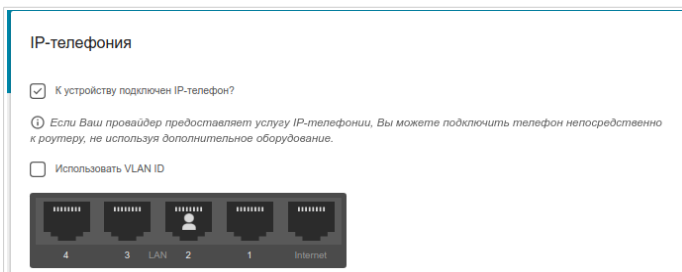 IP-телефония
К устройству подключен IP-телефон?
Если Ваш провайдер предоставляет услугу IP-телефонии, Вы можете подключить телефон непосредственно
к роутеру, не используя дополнительное оборудование.
Использовать VLAN ID
4 3 LAN 2 1 Internet